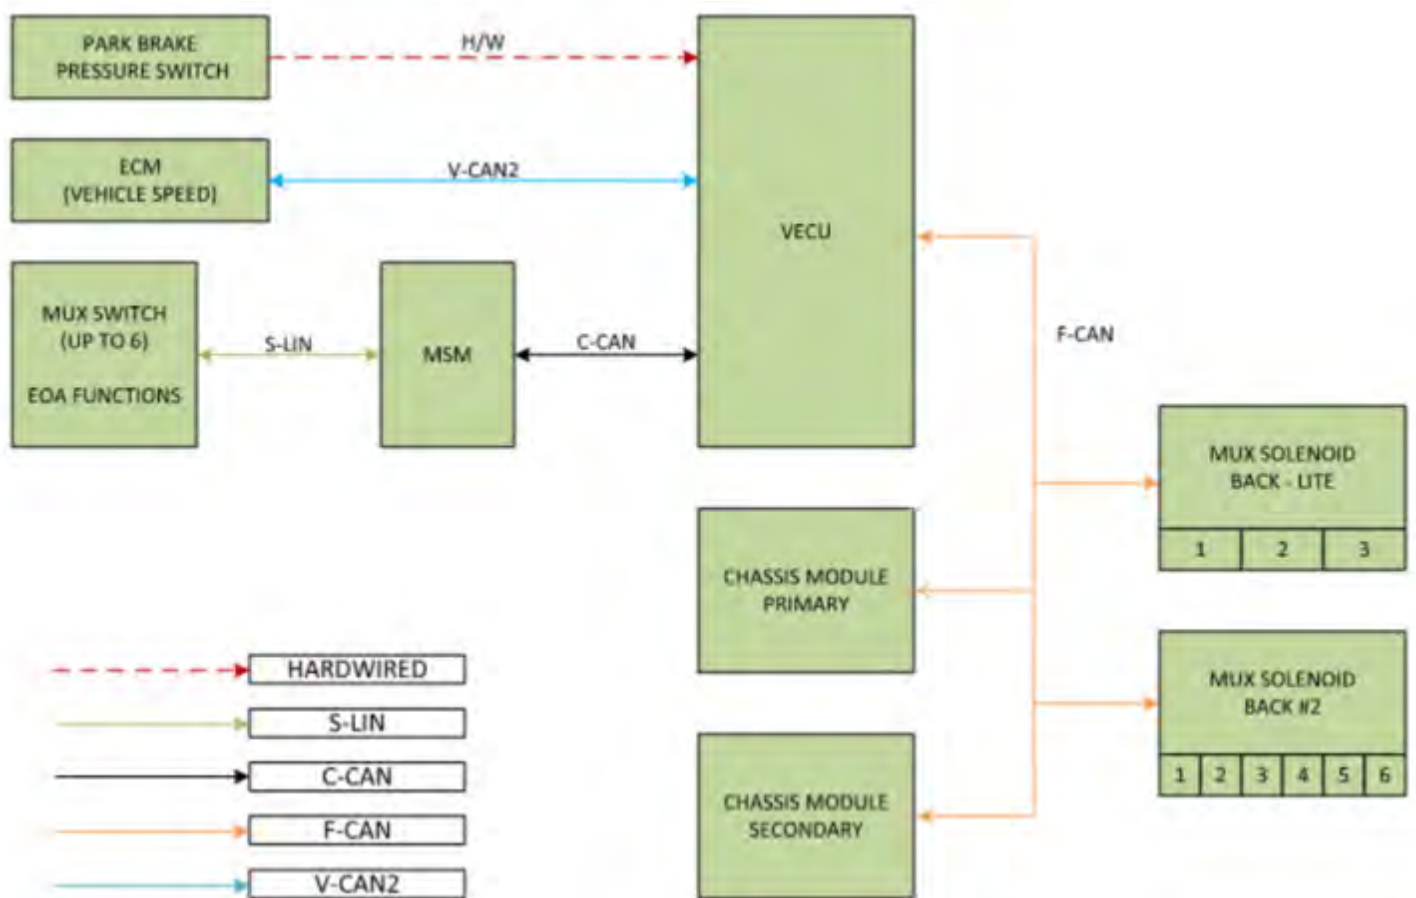 PARK BRAKE
PRESSURE SWITCH
H/W
ECM
(VEHICLE SPEED)
V-CAN2
VECU
MUX SWITCH
(UP TO 6)
EOA FUNCTIONS
S-LIN
MSM
C-CAN
F-CAN
MUX SOLENOID
BACK - LITE
1 2 3
CHASSIS MODULE
PRIMARY
MUX SOLENOID
BACK #2
1 2 3 4 5 6
CHASSIS MODULE
SECONDARY
HARDWIRED
S-LIN
C-CAN
F-CAN
V-CAN2